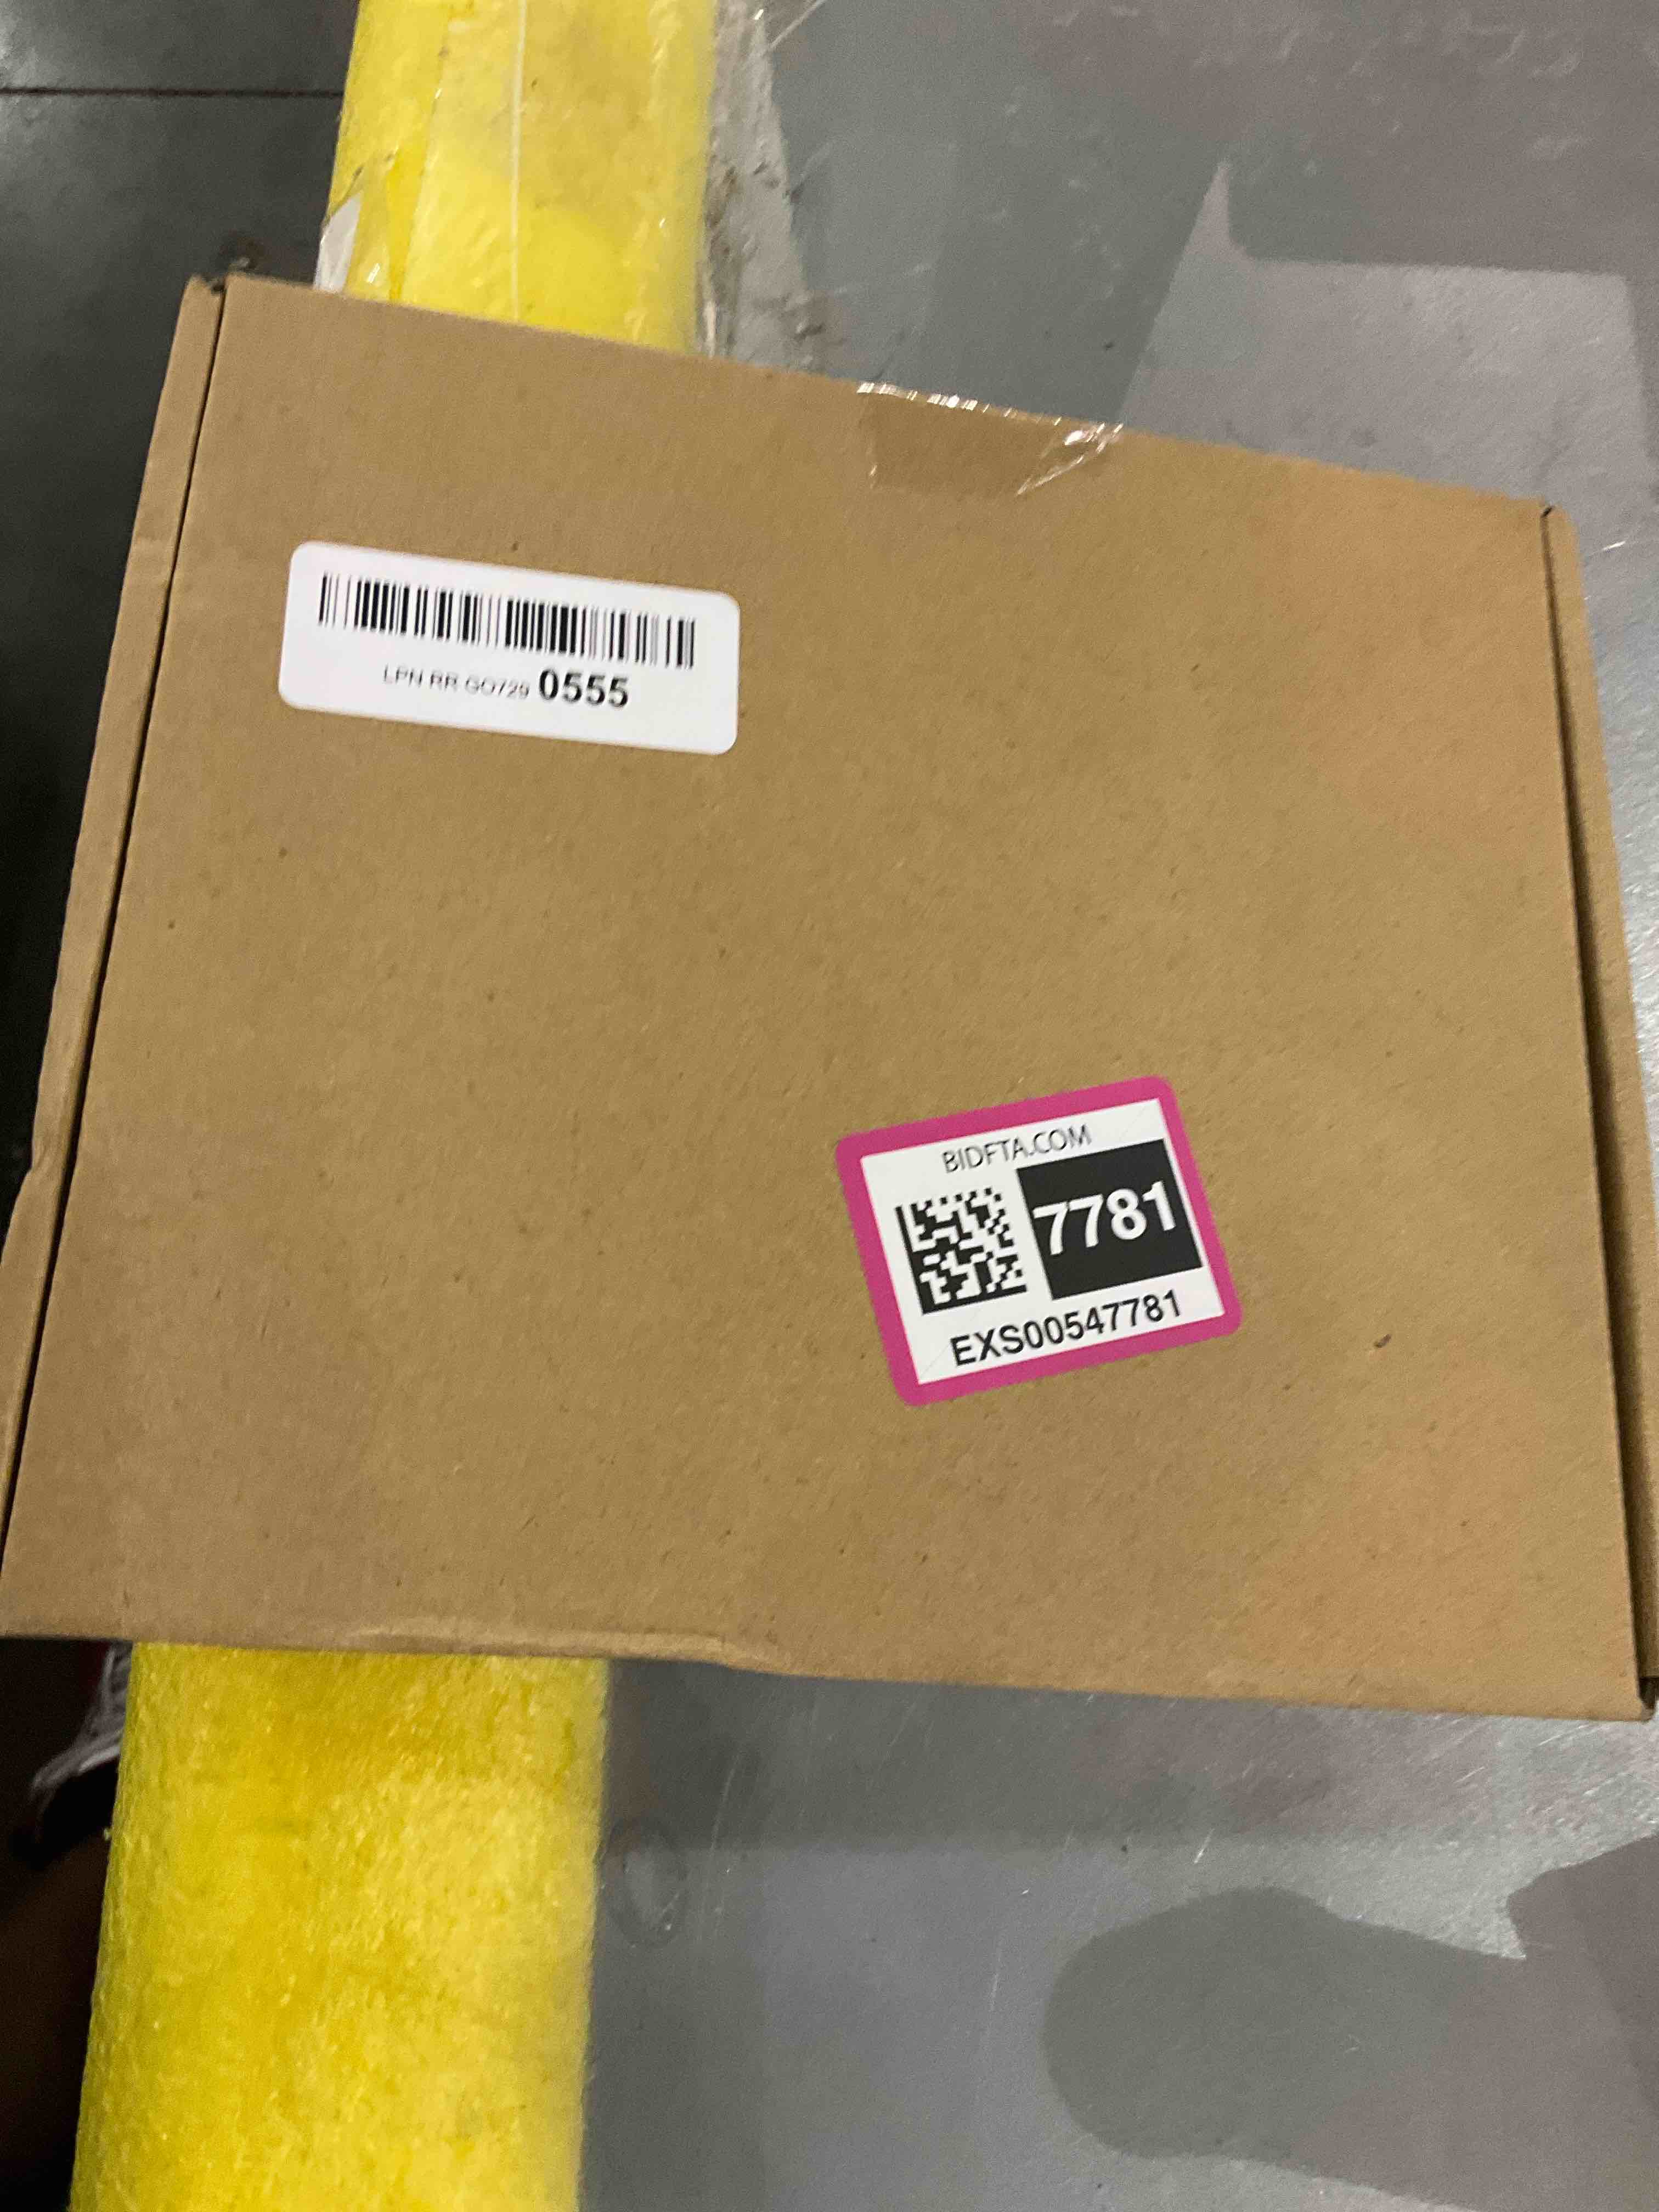 LPN RR GO729 0555
BIDFTA.COM
7781
EXS00547781